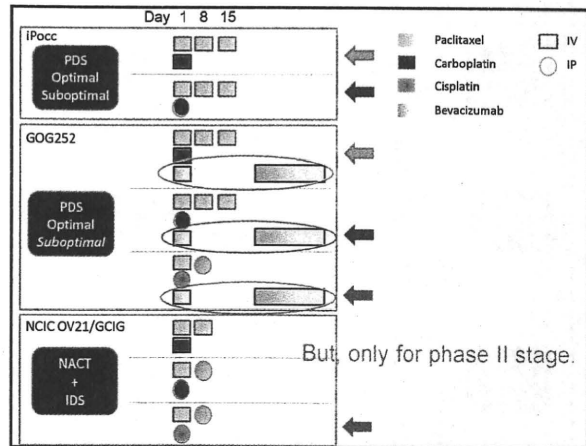 Day 1 8 15
iPocc
PDS
Optimal
Suboptimal
Paclitaxel
Carboplatin
Cisplatin
Bevacizumab
IV
IP
GOG252
PDS
Optimal
Suboptimal
NCIC OV21/GCIG
NACT
+
IDS
But, only for phase II stage.